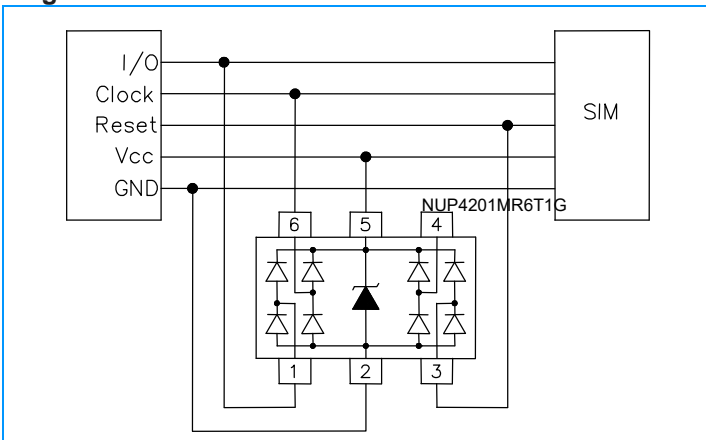 I/O
Clock
Reset
Vcc
GND
SIM
NUP4201MR6T1G
6 5 4
1 2 3